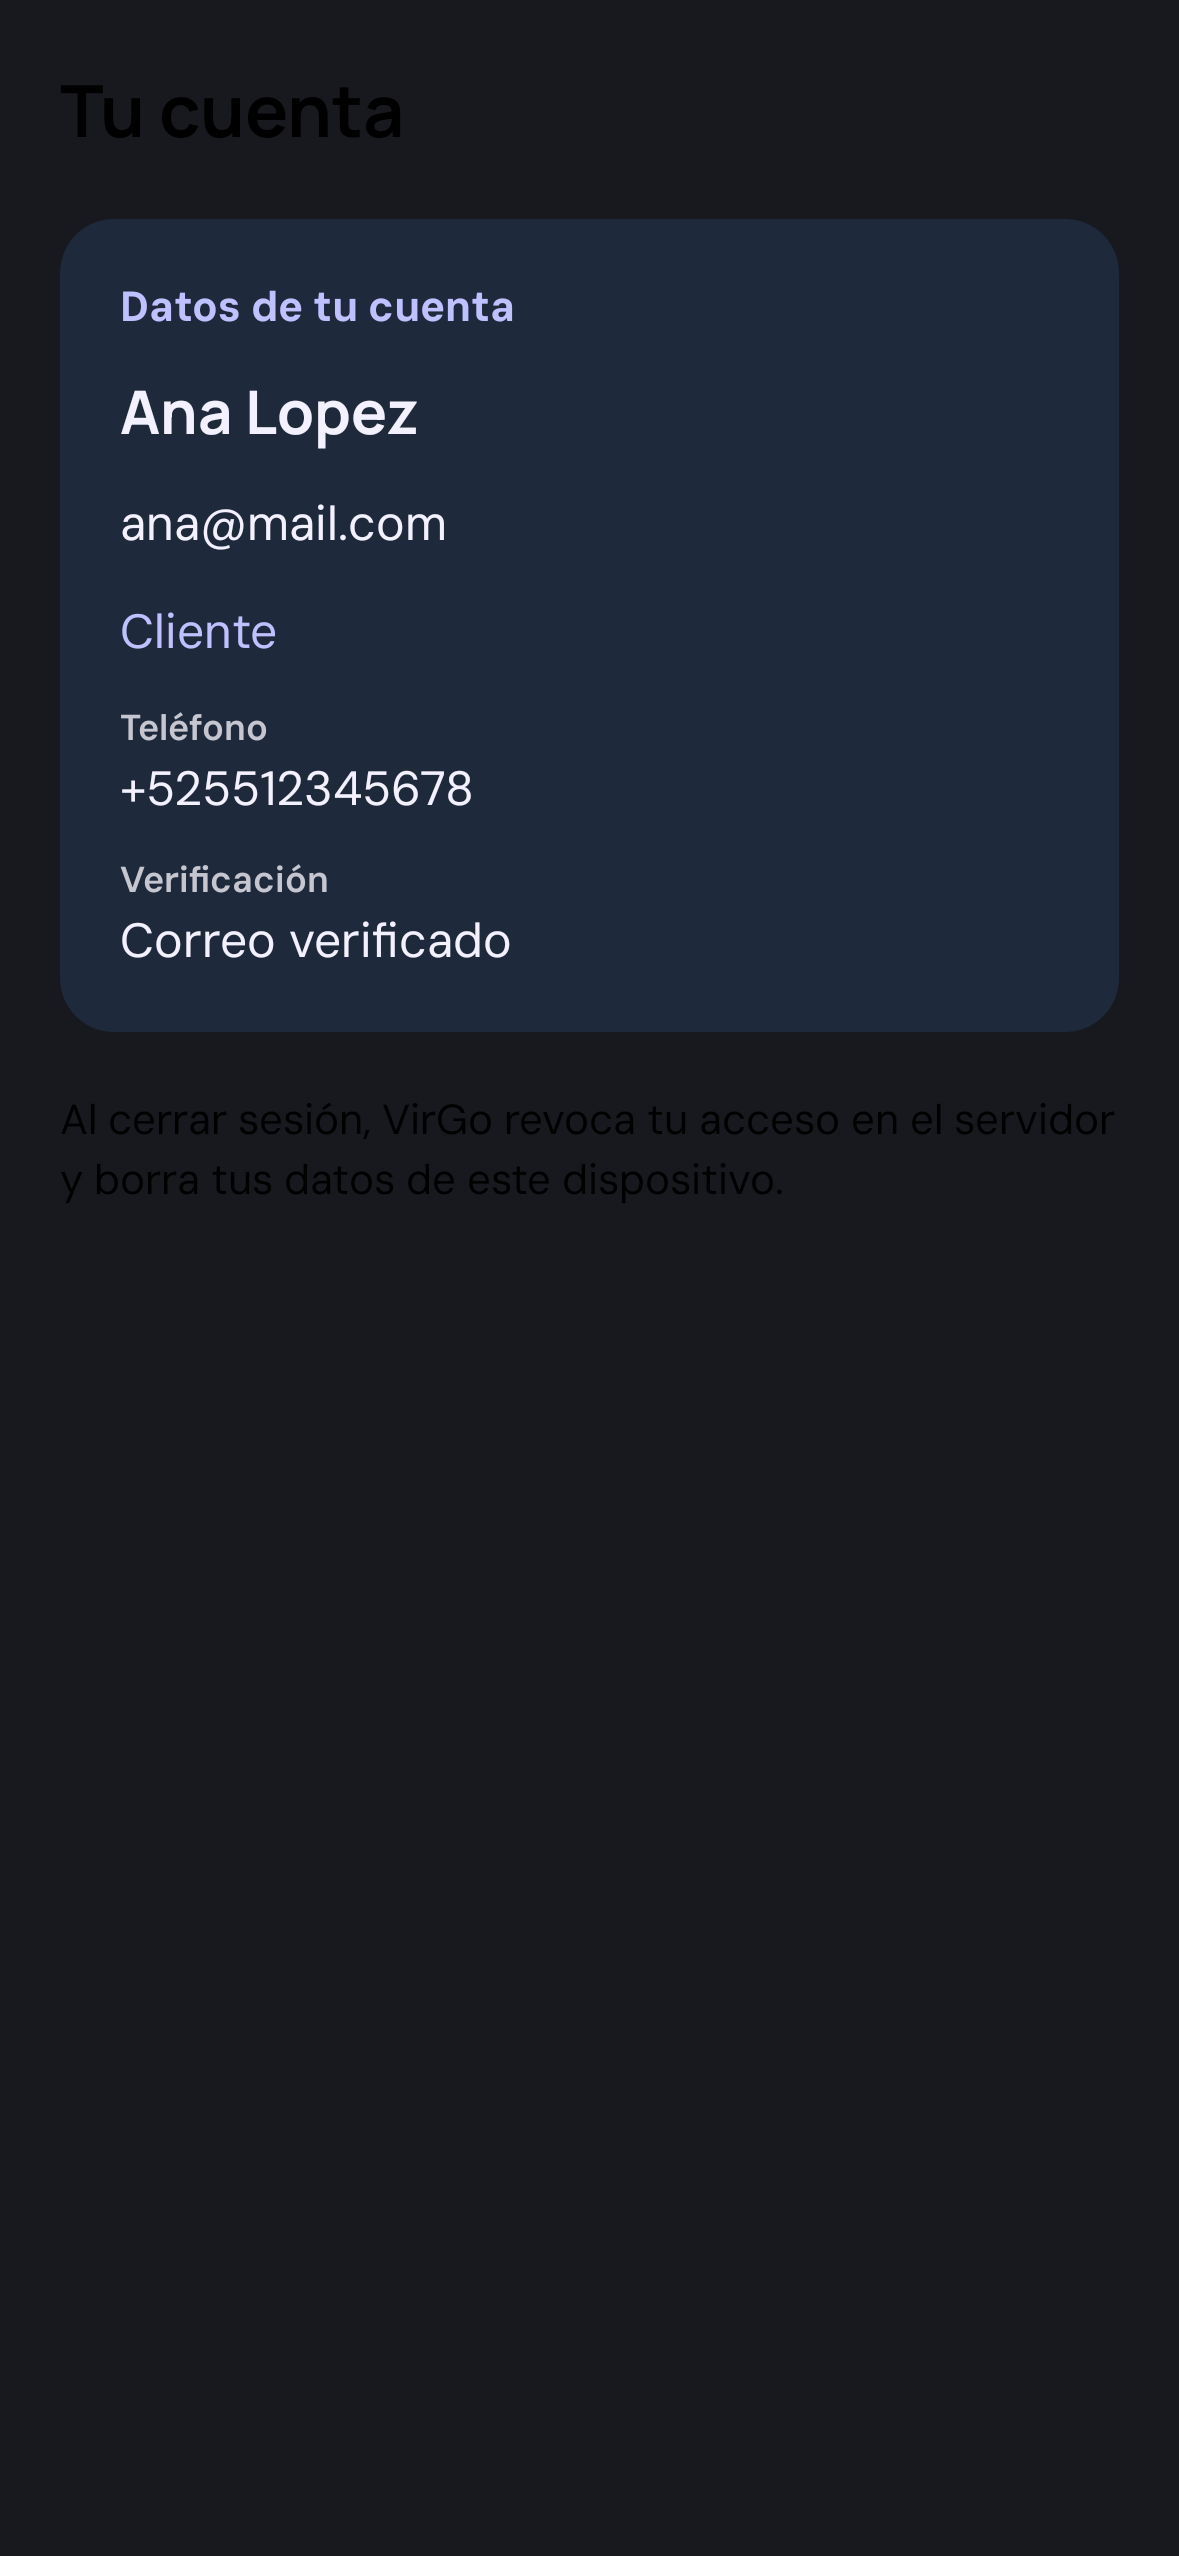 Tu cuenta
Datos de tu cuenta
Ana Lopez
ana@mail.com
Cliente
Teléfono
+525512345678
Verificación
Correo verificado
Al cerrar sesión, VirGo revoca tu acceso en el servidor
y borra tus datos de este dispositivo.